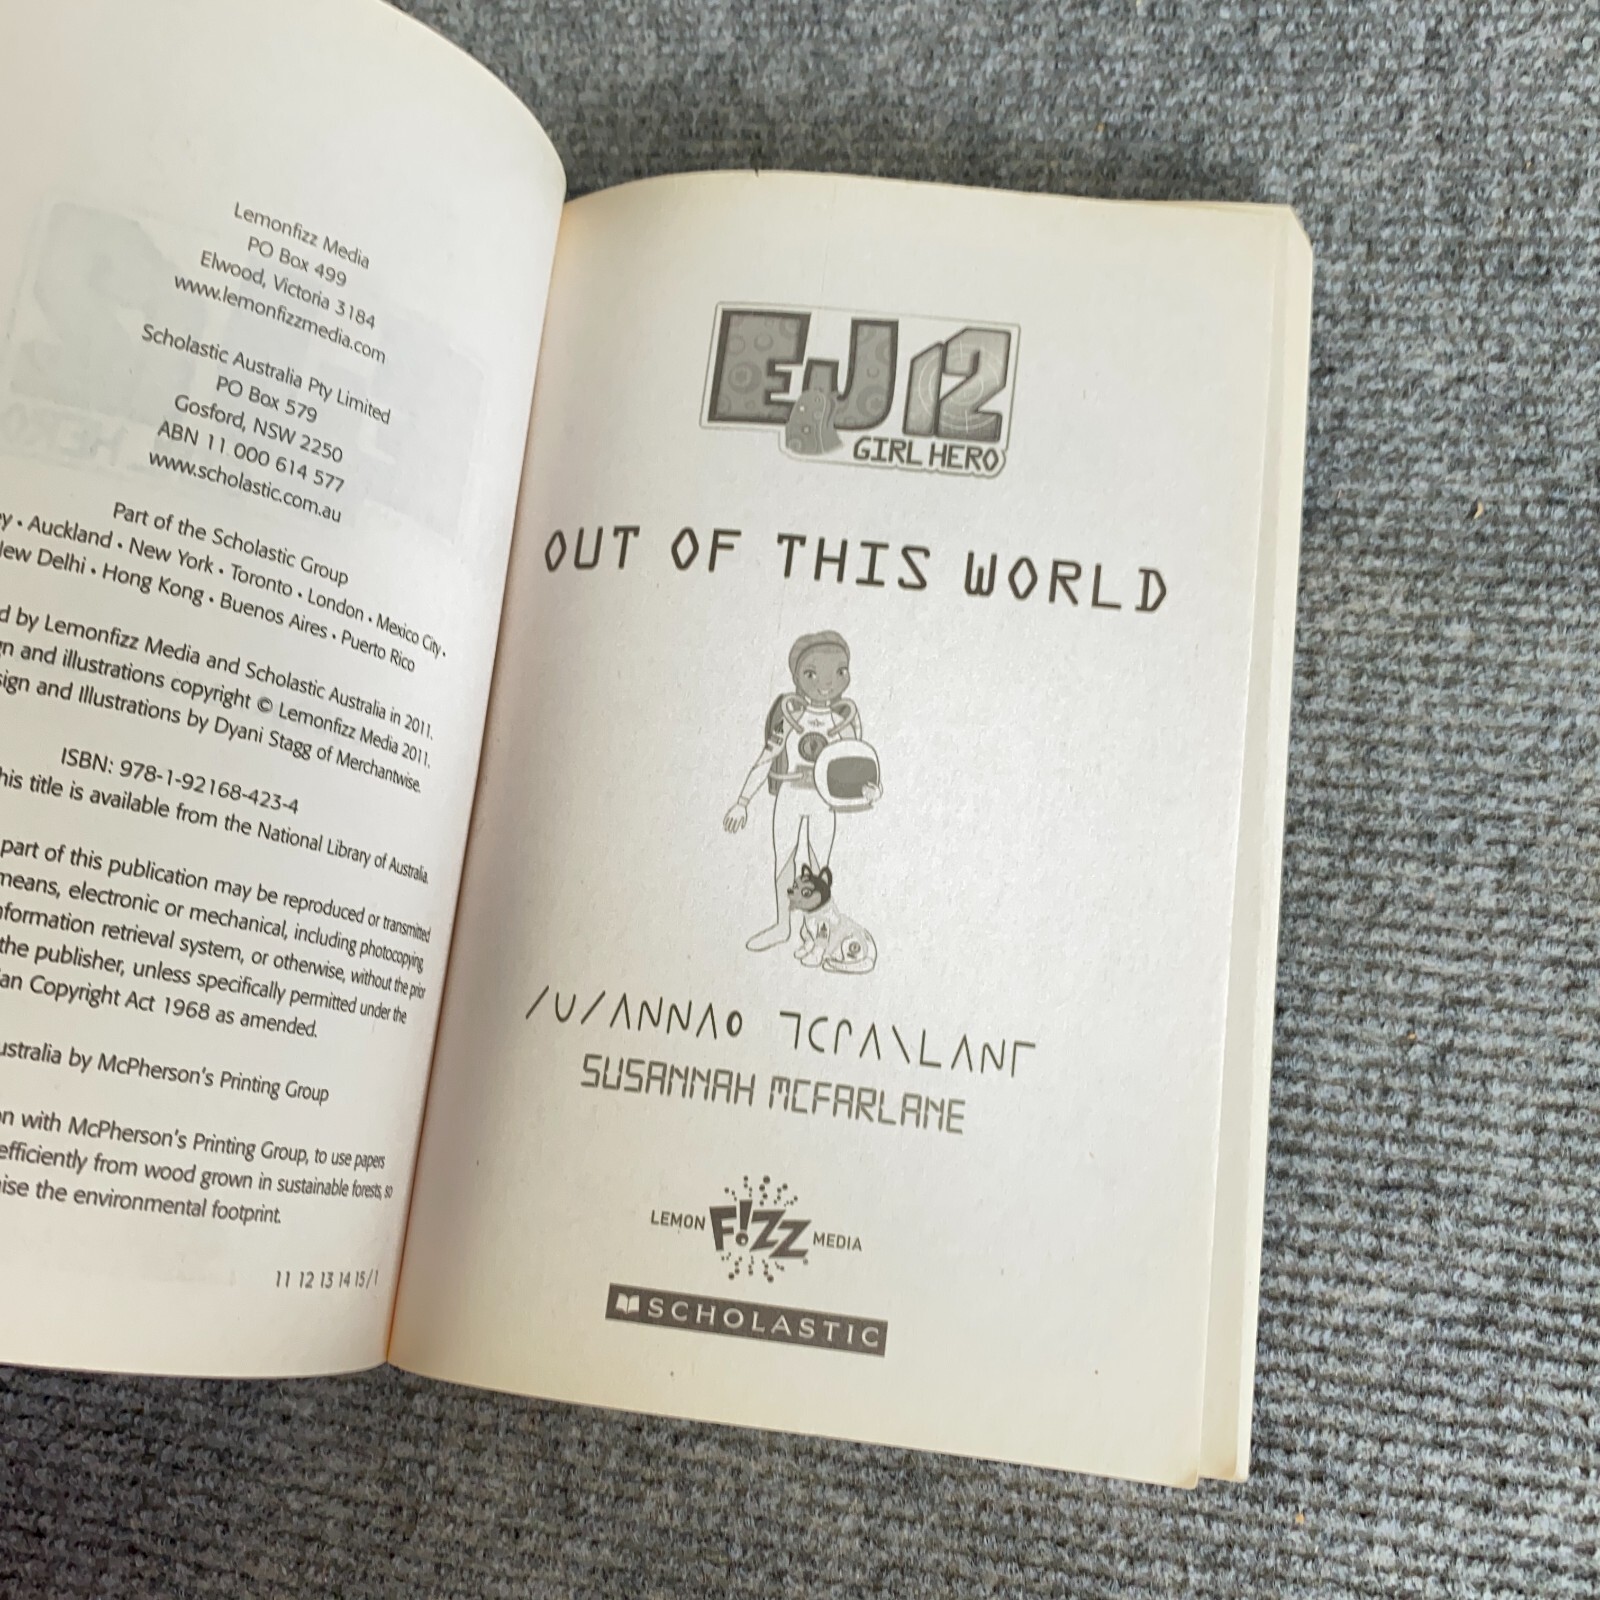 Lemonfizz Media
PO Box 499
Elwood, Victoria 3184
www.lemonfizzmedia.com
Scholastic Australia Pty Limited
PO Box 579
Gosford, NSW 2250
ABN 11 000 614 577
www.scholastic.com.au
Part of the Scholastic Group
• Auckland • New York • Toronto • London • Mexico City •
New Delhi • Hong Kong • Buenos Aires • Puerto Rico
by Lemonfizz Media and Scholastic Australia in 2011.
and illustrations copyright © Lemonfizz Media 2011.
and Illustrations by Dyani Stagg of Merchantwise.
ISBN: 978-1-92168-423-4
this title is available from the National Library of Australia.
part of this publication may be reproduced or transmitted
means, electronic or mechanical, including photocopying
information retrieval system, or otherwise, without the prior
the publisher, unless specifically permitted under the
Copyright Act 1968 as amended.
Australia by McPherson's Printing Group
with McPherson's Printing Group, to use papers
efficiently from wood grown in sustainable forests, so
the environmental footprint.
11 12 13 14 15/1
EJ12
GIRL HERO
OUT OF THIS WORLD
SUSANNAH MCFARLANE
LEMON F!ZZ MEDIA
SCHOLASTIC